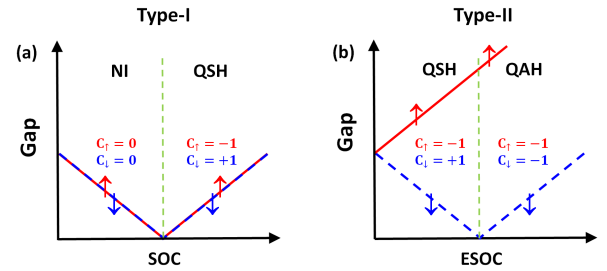 Type-I
Type-II
(a)
NI
QSH
Gap
C↑ = 0
C↓ = 0
C↑ = −1
C↓ = +1
SOC
(b)
QSH
QAH
Gap
C↑ = −1
C↓ = +1
C↑ = −1
C↓ = −1
ESOC